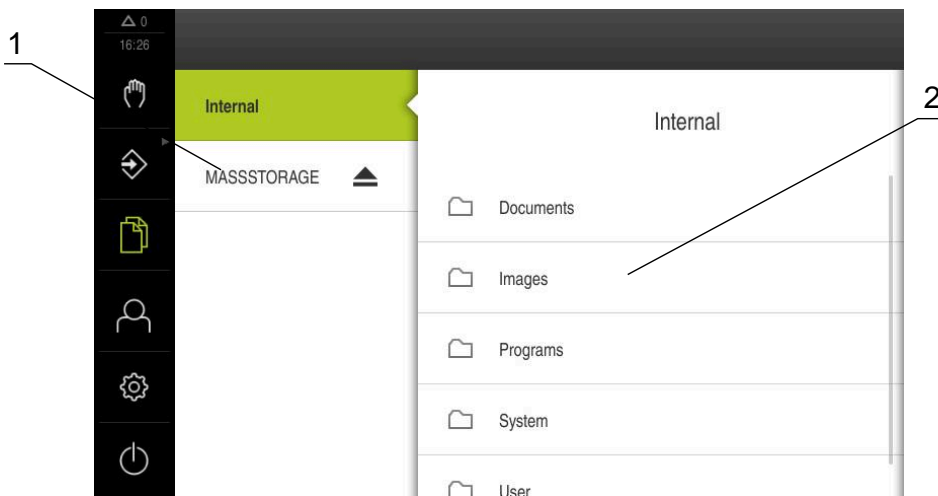 0
16:26
1
Internal
MASSSTORAGE
Internal
2
Documents
Images
Programs
System
User